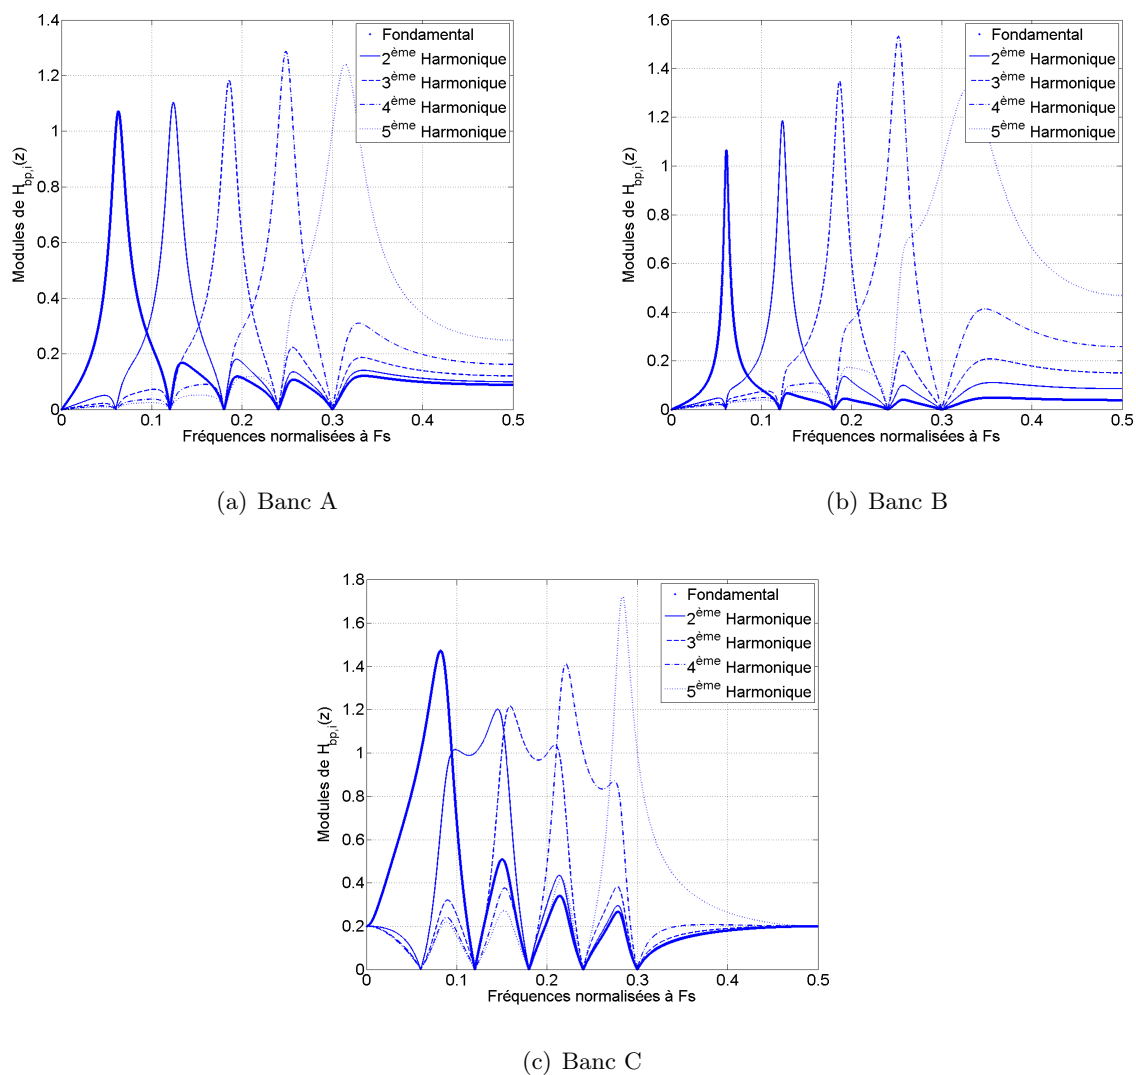 1.4
1.2
1
0.8
0.6
0.4
0.2
0
Modules de H_bp,i(z)
Fondamental
2ème Harmonique
3ème Harmonique
4ème Harmonique
5ème Harmonique
0 0.1 0.2 0.3 0.4 0.5
Fréquences normalisées à Fs
(a) Banc A
1.6
1.4
1.2
1
0.8
0.6
0.4
0.2
0
Modules de H_bp,i(z)
Fondamental
2ème Harmonique
3ème Harmonique
4ème Harmonique
5ème Harmonique
0 0.1 0.2 0.3 0.4 0.5
Fréquences normalisées à Fs
(b) Banc B
1.8
1.6
1.4
1.2
1
0.8
0.6
0.4
0.2
0
Modules de H_bp,i(z)
Fondamental
2ème Harmonique
3ème Harmonique
4ème Harmonique
5ème Harmonique
0 0.1 0.2 0.3 0.4 0.5
Fréquences normalisées à Fs
(c) Banc C